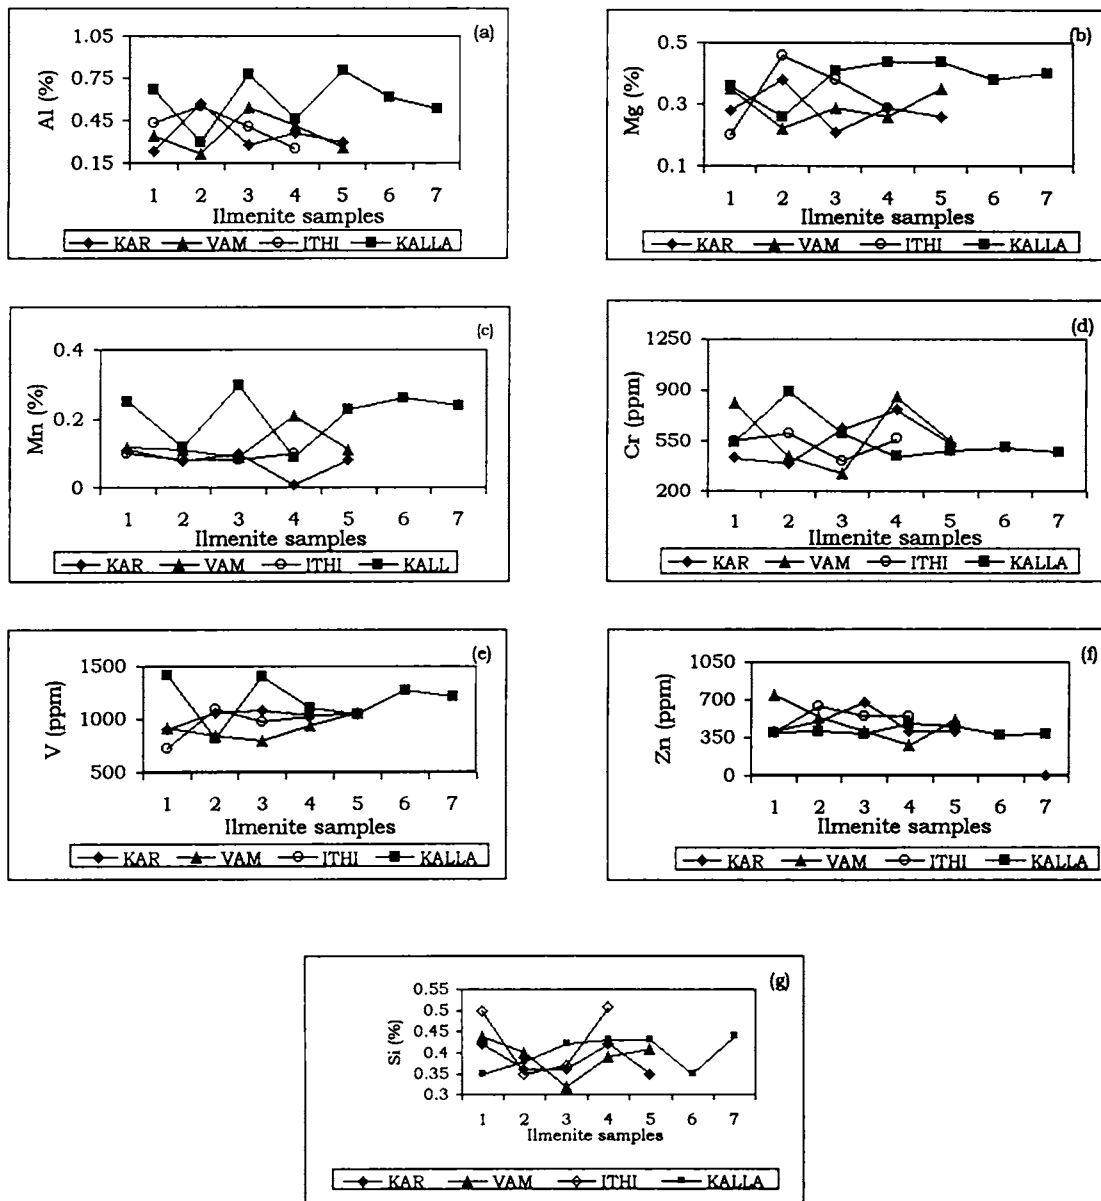 (a)
1.05
0.75
0.45
0.15
Al (%)
1 2 3 4 5 6 7
Ilmenite samples
KAR VAM ITHI KALLA
(b)
0.5
0.3
0.1
Mg (%)
1 2 3 4 5 6 7
Ilmenite samples
KAR VAM ITHI KALLA
(c)
0.4
0.2
0
Mn (%)
1 2 3 4 5 6 7
Ilmenite samples
KAR VAM ITHI KALL
(d)
1250
900
550
200
Cr (ppm)
1 2 3 4 5 6 7
Ilmenite samples
KAR VAM ITHI KALLA
(e)
1500
1000
500
V (ppm)
1 2 3 4 5 6 7
Ilmenite samples
KAR VAM ITHI KALLA
(f)
1050
700
350
0
Zn (ppm)
1 2 3 4 5 6 7
Ilmenite samples
KAR VAM ITHI KALLA
(g)
0.55
0.5
0.45
0.4
0.35
0.3
Si (%)
1 2 3 4 5 6 7
Ilmenite samples
KAR VAM ITHI KALLA